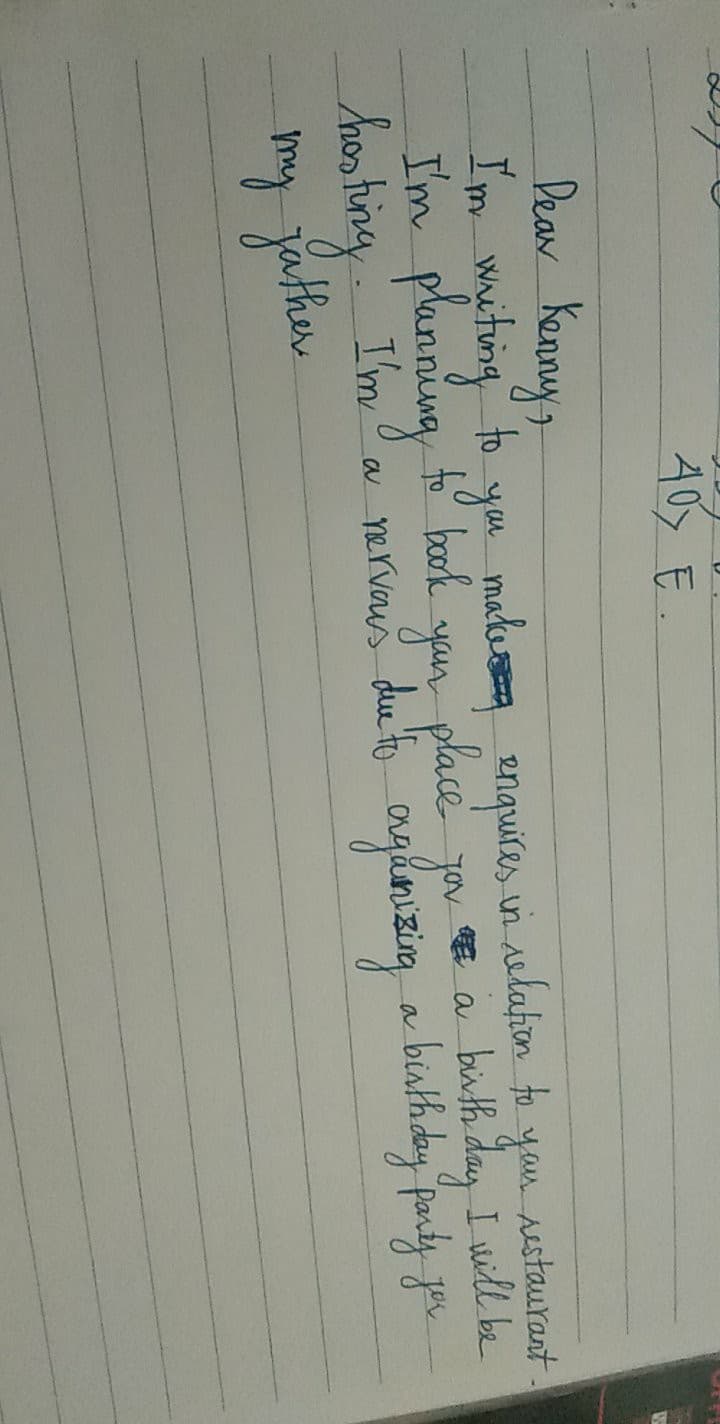 40> E.
Dear Kenny,
I'm writing to you make enquires in relation to your restaurant.
I'm planning to book your place for a birthday I will be
hosting. I'm a nervous due to organizing a birthday party for
my father